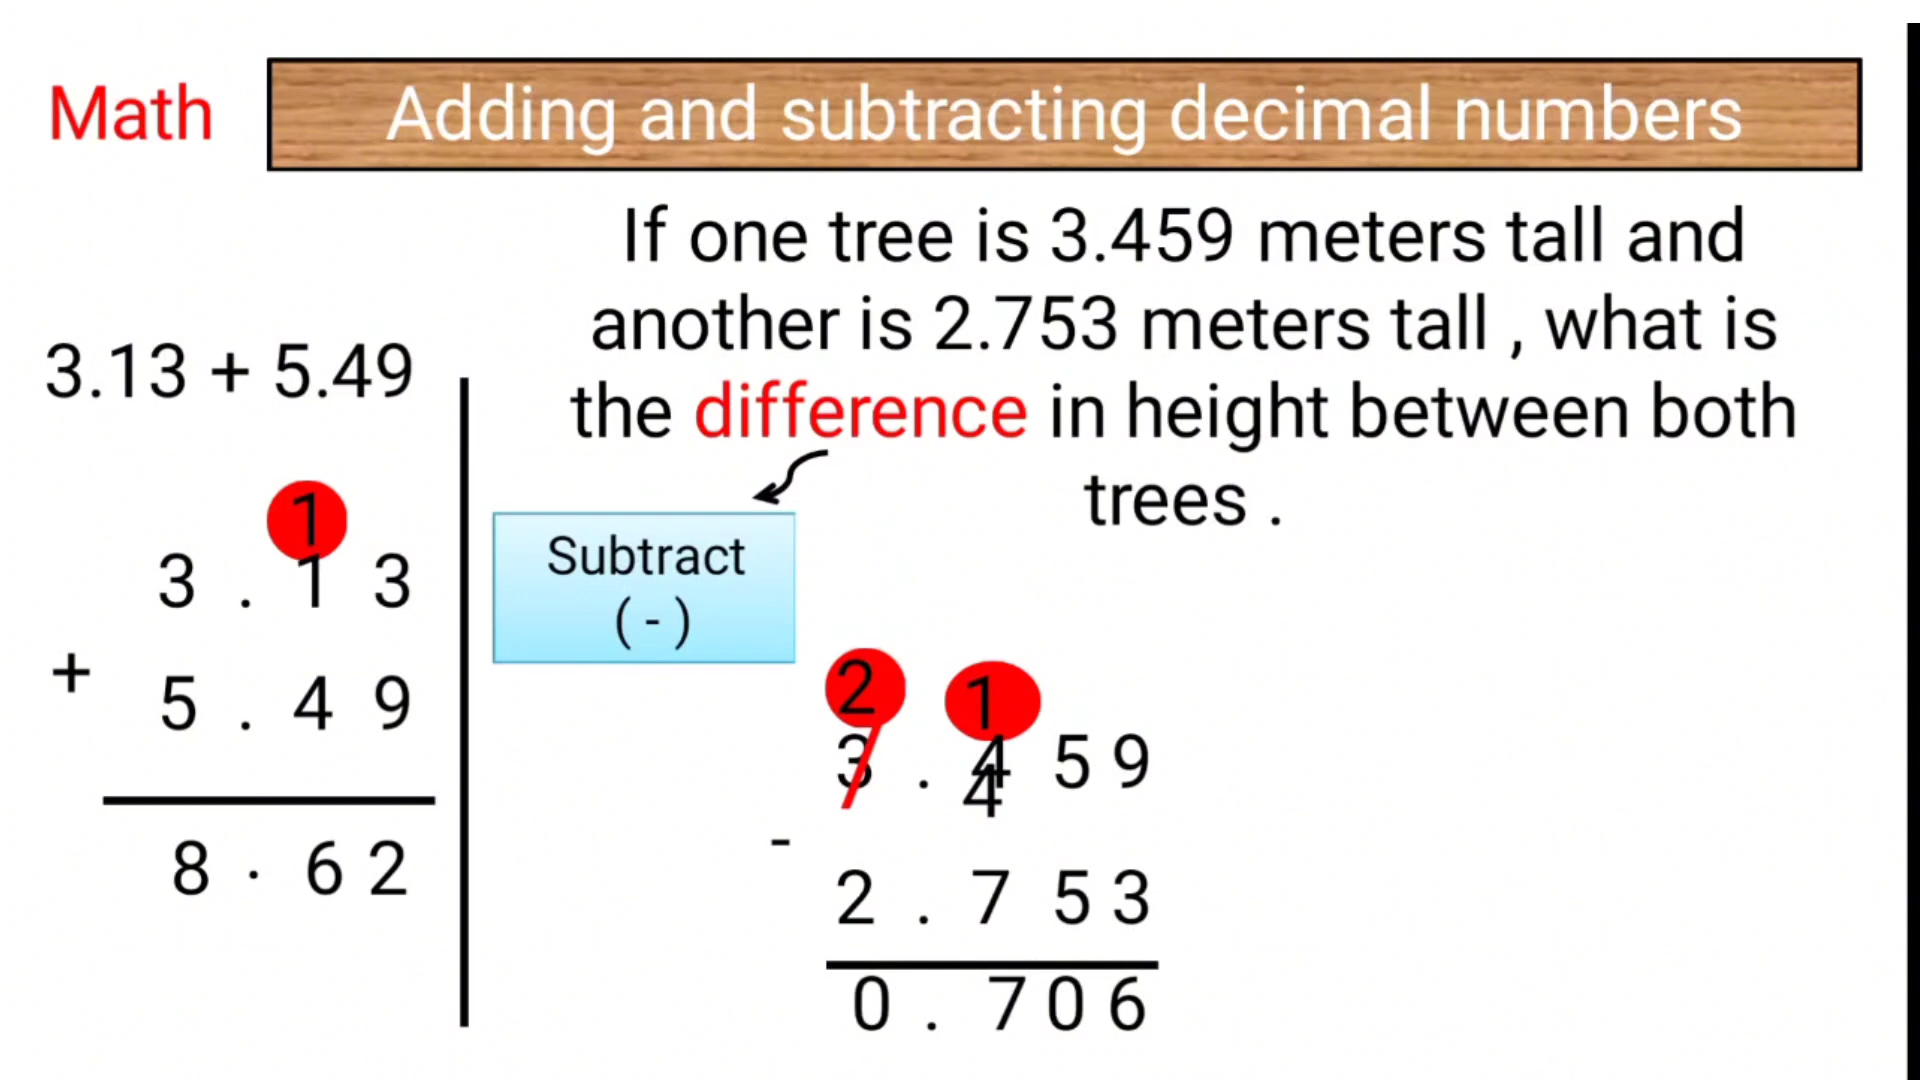 Math
Adding and subtracting decimal numbers
If one tree is 3.459 meters tall and
another is 2.753 meters tall , what is
the difference in height between both
trees .
3.13 + 5.49
1
3 . 1 3
+
5 . 4 9
8 . 6 2
Subtract
( - )
2 1
3 . 4 5 9
4
-
2 . 7 5 3
0 . 7 0 6